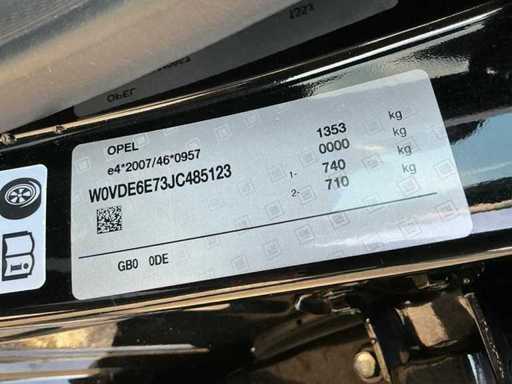 OPEL
e4*2007/46*0957
W0VDE6E73JC485123
1353 kg
0000 kg
1- 740 kg
2- 710 kg
GB0 0DE